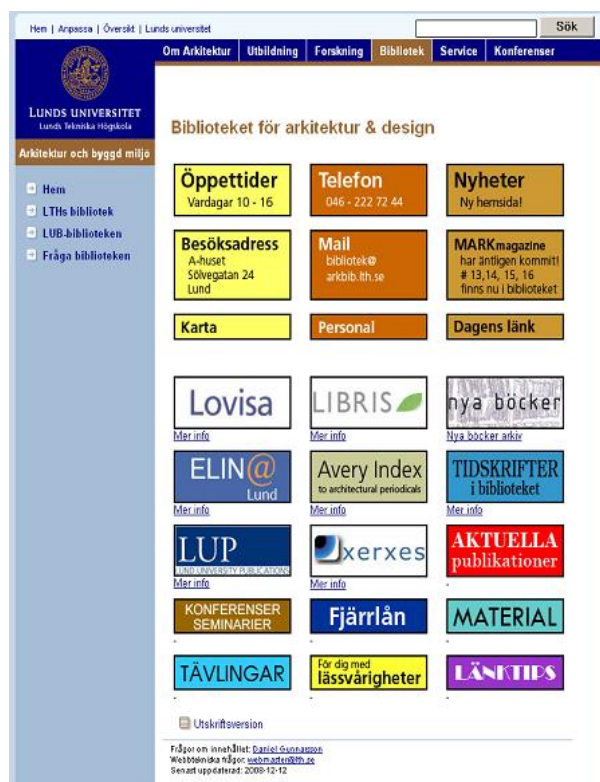 Hem | Anpassa | Översikt | Lunds universitet
Sök
Om Arkitektur
Utbildning
Forskning
Bibliotek
Service
Konferenser
LUNDS UNIVERSITET
Lunds Tekniska Högskola
Arkitektur och byggd miljö
Hem
LTHs bibliotek
LUB-biblioteken
Fråga biblioteken
Biblioteket för arkitektur & design
Öppettider
Vardagar 10 - 16
Telefon
046 - 222 72 44
Nyheter
Ny hemsida!
Besöksadress
A-huset
Sölvegatan 24
Lund
Mail
bibliotek@
arkbib.lth.se
MARKmagazine
har äntligen kommit!
# 13,14, 15, 16
finns nu i biblioteket
Karta
Personal
Dagens länk
Lovisa
Mer info
LIBRIS
Mer info
nya böcker
Nya böcker arkiv
ELIN@
Lund
Mer info
Avery Index
to architectural periodicals
Mer info
TIDSKRIFTER
i biblioteket
Mer info
LUP
LUND UNIVERSITY PUBLICATIONS
Mer info
xerxes
Mer info
AKTUELLA
publikationer
KONFERENSER
SEMINARIER
Fjärrlån
MATERIAL
TÄVLINGAR
För dig med
lässvårigheter
LÄNKTIPS
Utskriftsversion
Frågor om innehållet: Daniel Gunnarsson
Webbtekniska frågor: webmaster@lth.se
Senast uppdaterad: 2008-12-12